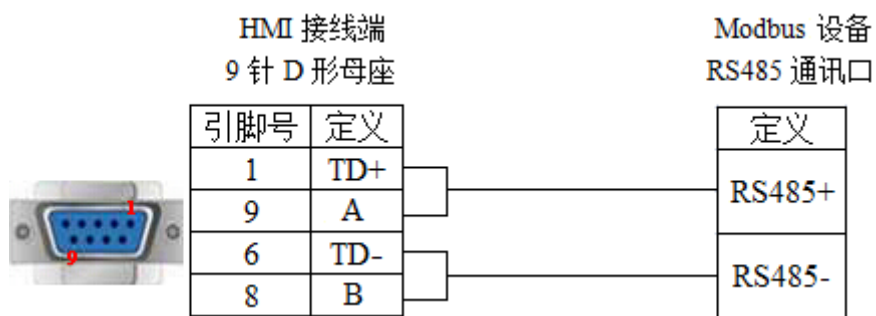 HMI 接线端
9 针 D 形母座
Modbus 设备
RS485 通讯口
引脚号 定义
1 TD+
9 A
6 TD-
8 B
定义
RS485+
RS485-
1
9